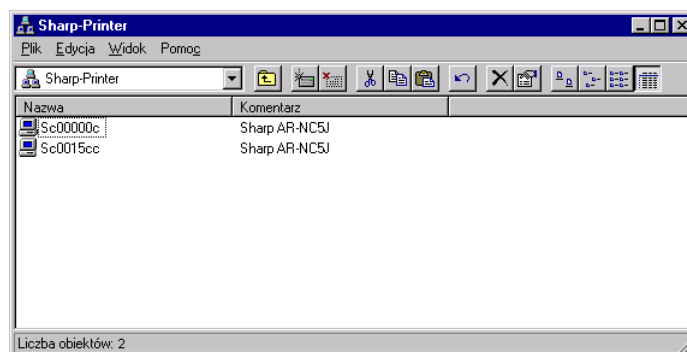 Sharp-Printer
Plik Edycja Widok Pomoc
Sharp-Printer
Nazwa Komentarz
Sc00000c Sharp AR-NC5J
Sc0015cc Sharp AR-NC5J
Liczba obiektów: 2